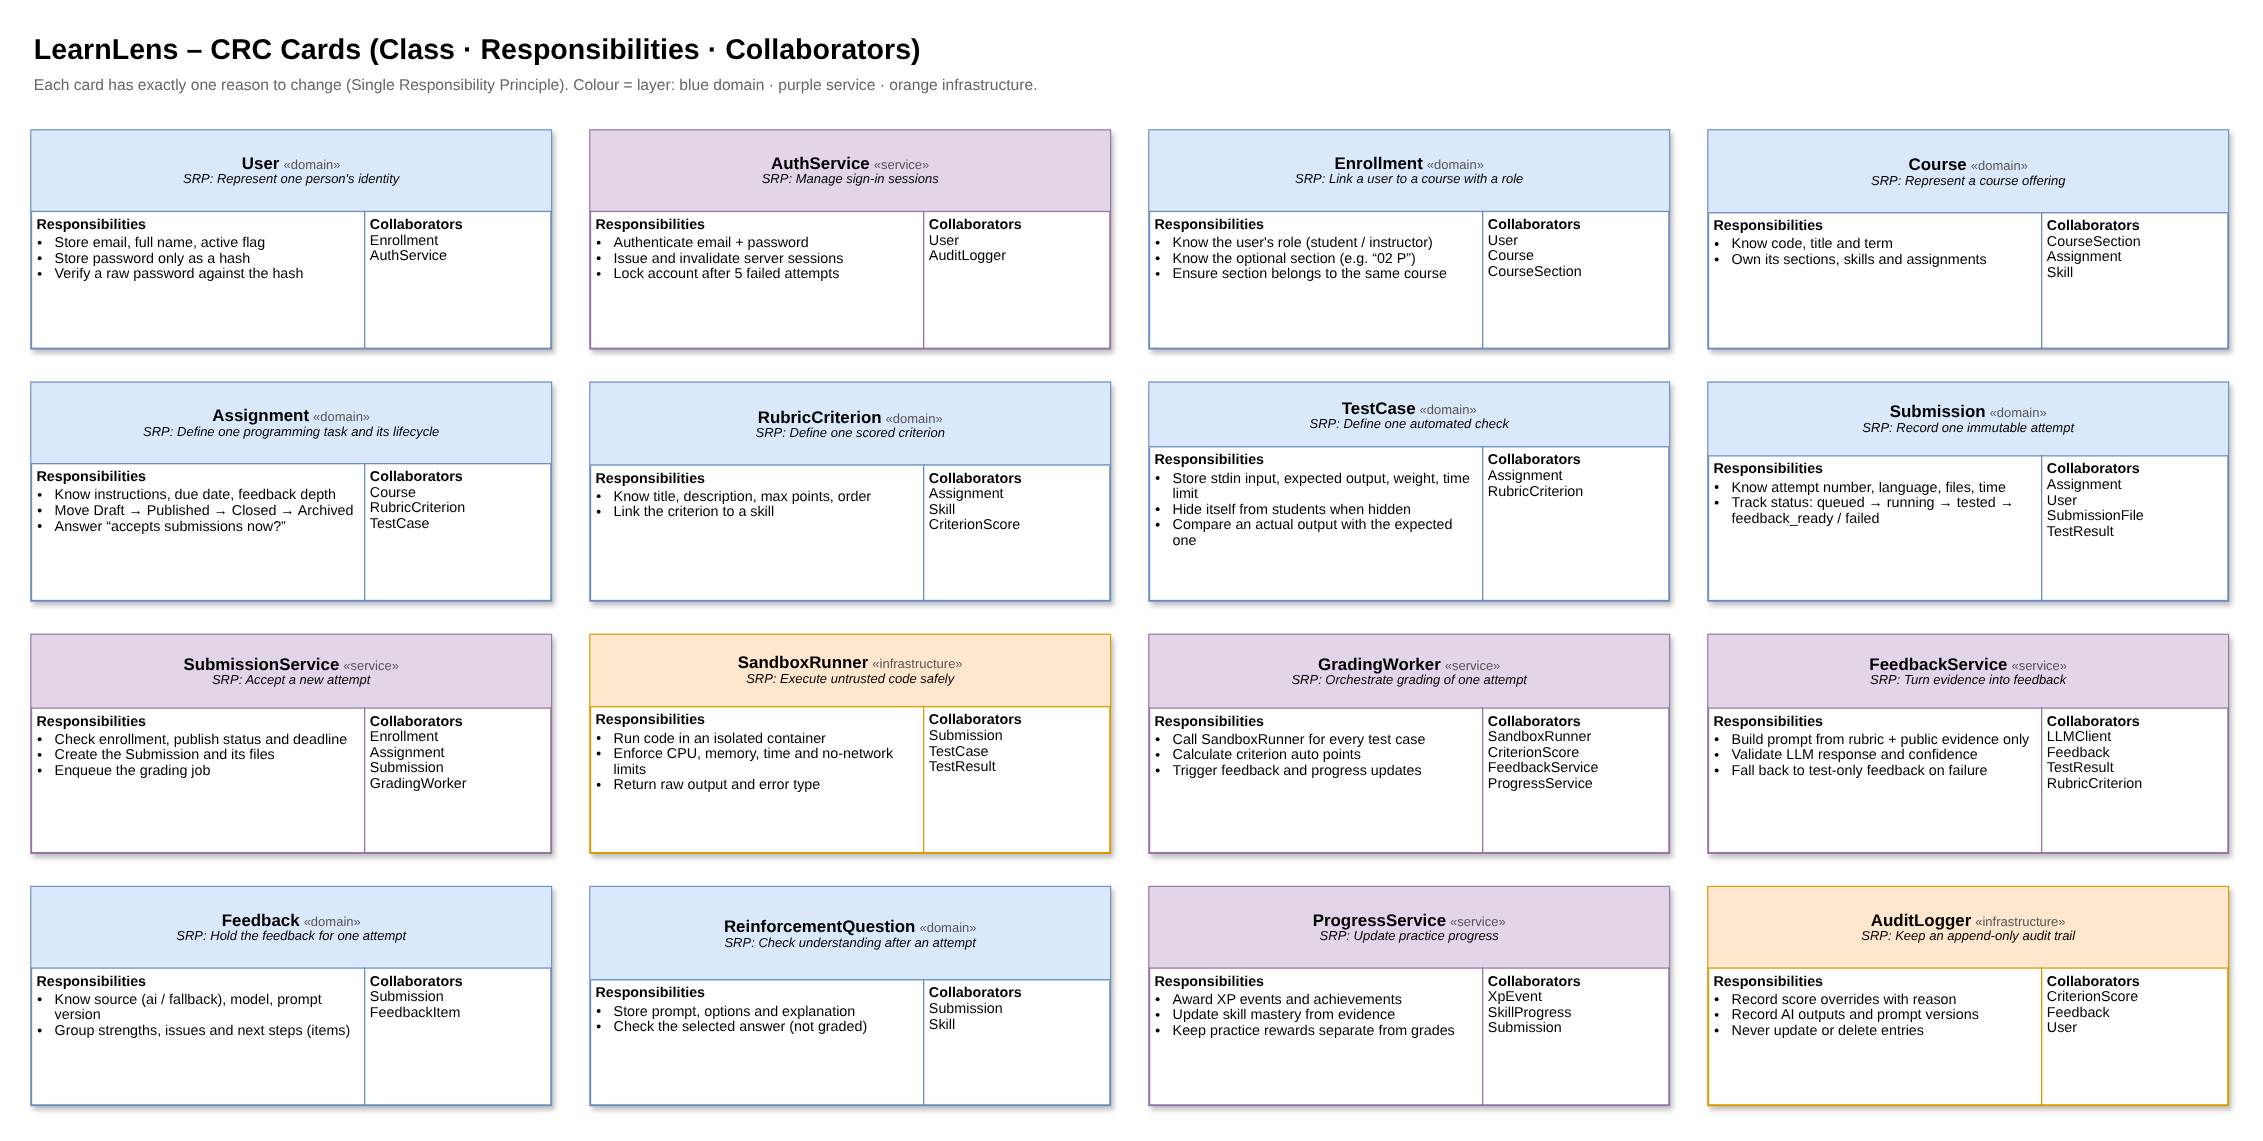 LearnLens – CRC Cards (Class · Responsibilities · Collaborators)
Each card has exactly one reason to change (Single Responsibility Principle). Colour = layer: blue domain · purple service · orange infrastructure.
User «domain»
SRP: Represent one person's identity
Responsibilities
• Store email, full name, active flag
• Store password only as a hash
• Verify a raw password against the hash
Collaborators
Enrollment
AuthService
AuthService «service»
SRP: Manage sign-in sessions
Responsibilities
• Authenticate email + password
• Issue and invalidate server sessions
• Lock account after 5 failed attempts
Collaborators
User
AuditLogger
Enrollment «domain»
SRP: Link a user to a course with a role
Responsibilities
• Know the user's role (student / instructor)
• Know the optional section (e.g. “02 P”)
• Ensure section belongs to the same course
Collaborators
User
Course
CourseSection
Course «domain»
SRP: Represent a course offering
Responsibilities
• Know code, title and term
• Own its sections, skills and assignments
Collaborators
CourseSection
Assignment
Skill
Assignment «domain»
SRP: Define one programming task and its lifecycle
Responsibilities
• Know instructions, due date, feedback depth
• Move Draft → Published → Closed → Archived
• Answer “accepts submissions now?”
Collaborators
Course
RubricCriterion
TestCase
RubricCriterion «domain»
SRP: Define one scored criterion
Responsibilities
• Know title, description, max points, order
• Link the criterion to a skill
Collaborators
Assignment
Skill
CriterionScore
TestCase «domain»
SRP: Define one automated check
Responsibilities
• Store stdin input, expected output, weight, time
limit
• Hide itself from students when hidden
• Compare an actual output with the expected
one
Collaborators
Assignment
RubricCriterion
Submission «domain»
SRP: Record one immutable attempt
Responsibilities
• Know attempt number, language, files, time
• Track status: queued → running → tested →
feedback_ready / failed
Collaborators
Assignment
User
SubmissionFile
TestResult
SubmissionService «service»
SRP: Accept a new attempt
Responsibilities
• Check enrollment, publish status and deadline
• Create the Submission and its files
• Enqueue the grading job
Collaborators
Enrollment
Assignment
Submission
GradingWorker
SandboxRunner «infrastructure»
SRP: Execute untrusted code safely
Responsibilities
• Run code in an isolated container
• Enforce CPU, memory, time and no-network
limits
• Return raw output and error type
Collaborators
Submission
TestCase
TestResult
GradingWorker «service»
SRP: Orchestrate grading of one attempt
Responsibilities
• Call SandboxRunner for every test case
• Calculate criterion auto points
• Trigger feedback and progress updates
Collaborators
SandboxRunner
CriterionScore
FeedbackService
ProgressService
FeedbackService «service»
SRP: Turn evidence into feedback
Responsibilities
• Build prompt from rubric + public evidence only
• Validate LLM response and confidence
• Fall back to test-only feedback on failure
Collaborators
LLMClient
Feedback
TestResult
RubricCriterion
Feedback «domain»
SRP: Hold the feedback for one attempt
Responsibilities
• Know source (ai / fallback), model, prompt
version
• Group strengths, issues and next steps (items)
Collaborators
Submission
FeedbackItem
ReinforcementQuestion «domain»
SRP: Check understanding after an attempt
Responsibilities
• Store prompt, options and explanation
• Check the selected answer (not graded)
Collaborators
Submission
Skill
ProgressService «service»
SRP: Update practice progress
Responsibilities
• Award XP events and achievements
• Update skill mastery from evidence
• Keep practice rewards separate from grades
Collaborators
XpEvent
SkillProgress
Submission
AuditLogger «infrastructure»
SRP: Keep an append-only audit trail
Responsibilities
• Record score overrides with reason
• Record AI outputs and prompt versions
• Never update or delete entries
Collaborators
CriterionScore
Feedback
User